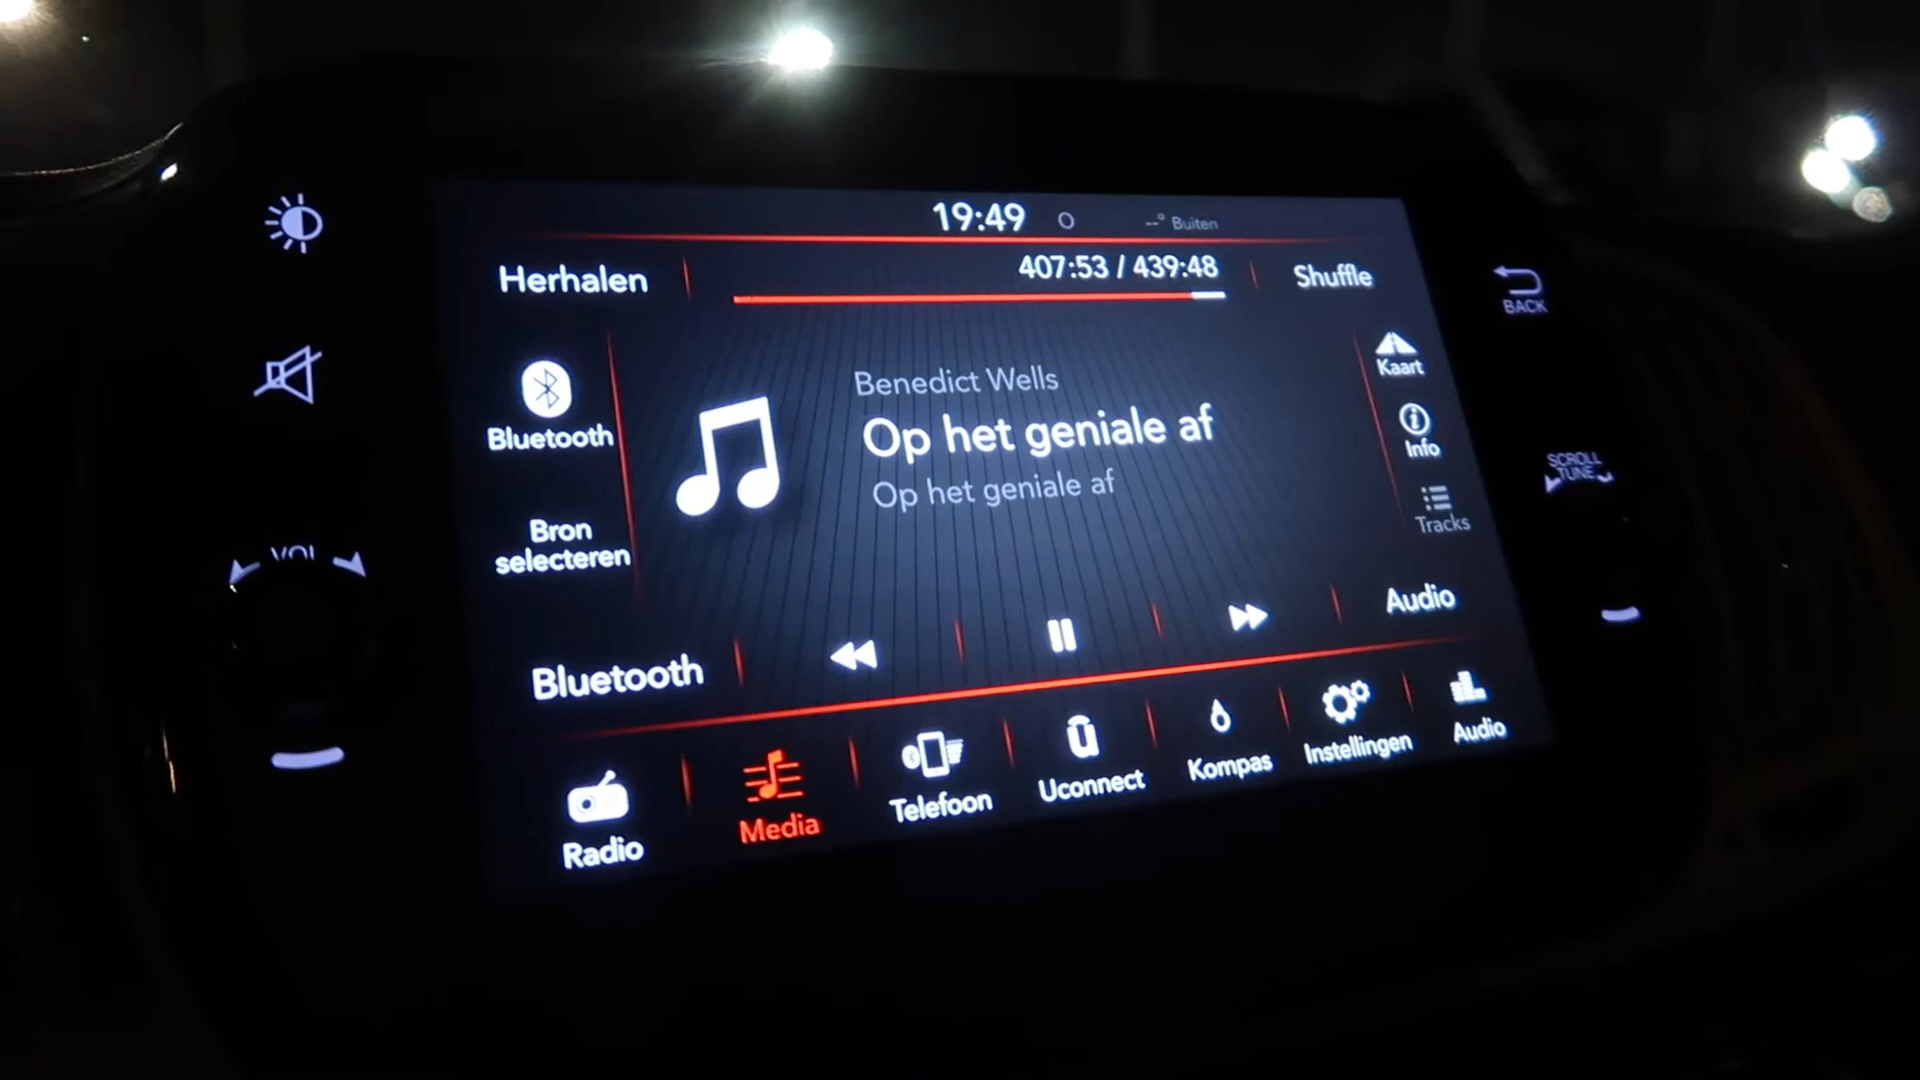 19:49 --° Buiten
Herhalen
407:53 / 439:48
Shuffle
BACK
Bluetooth
Benedict Wells
Op het geniale af
Op het geniale af
Kaart
Info
Tracks
SCROLL
TUNE
Bron
selecteren
VOL
Bluetooth
Audio
Radio
Media
Telefoon
Uconnect
Kompas
Instellingen
Audio